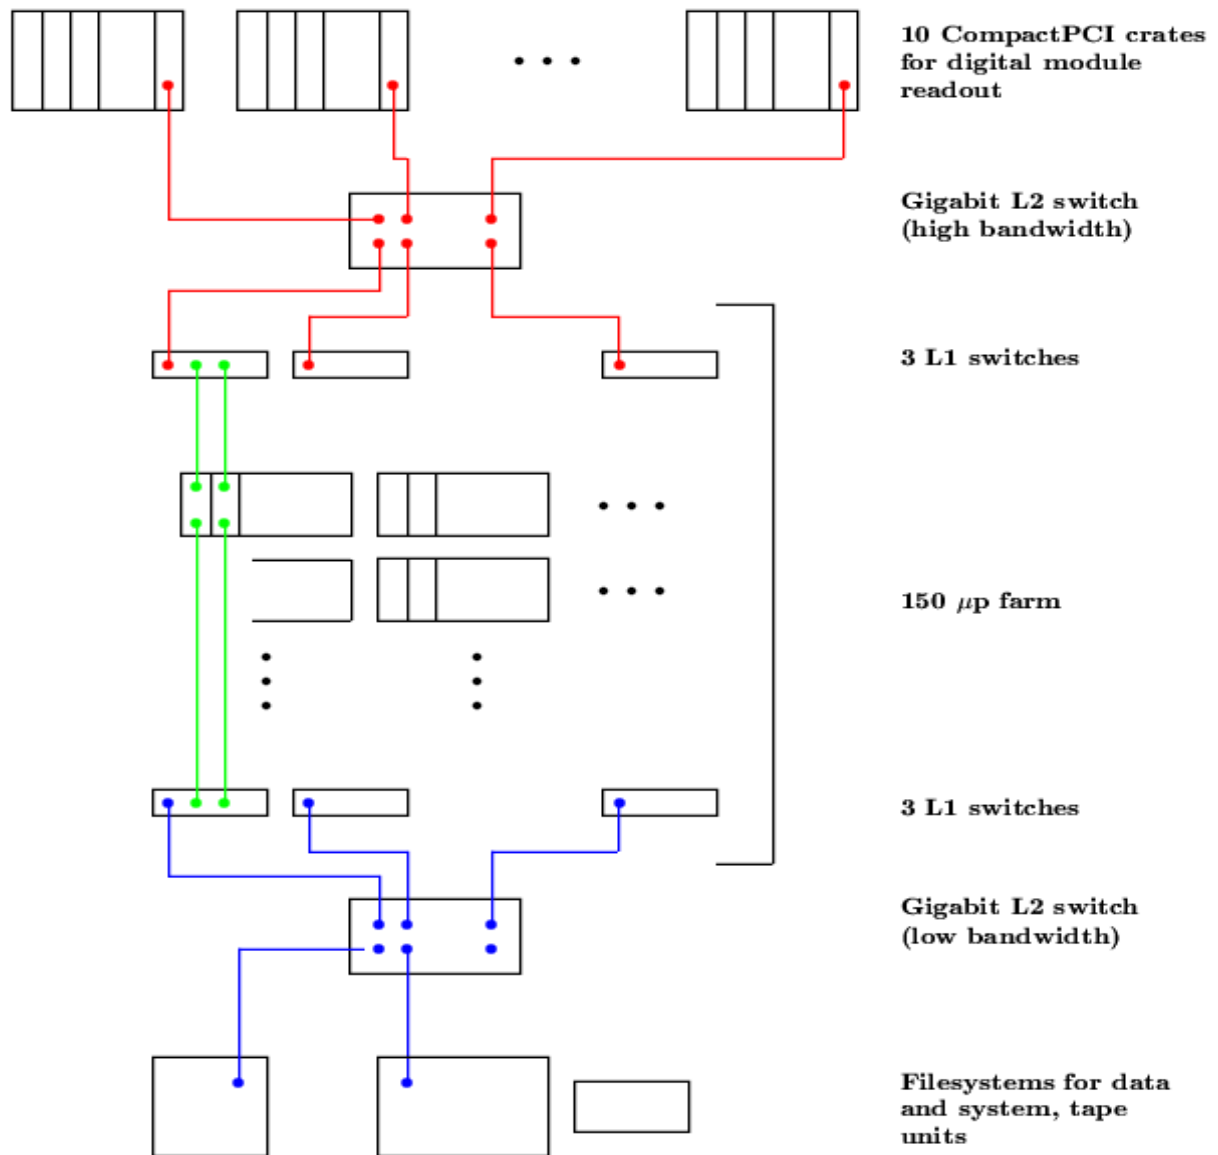 10 CompactPCI crates
for digital module
readout
Gigabit L2 switch
(high bandwidth)
3 L1 switches
150 μp farm
3 L1 switches
Gigabit L2 switch
(low bandwidth)
Filesystems for data
and system, tape
units